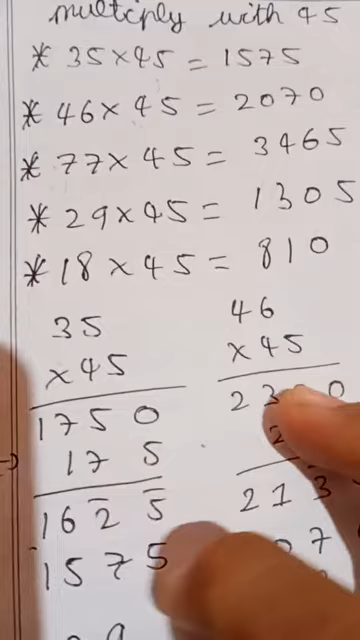 multiply with 45
* 35×45 = 1575
* 46×45 = 2070
* 77×45 = 3465
* 29×45 = 1305
* 18×45 = 810
35
×45
1750
175
1625
1575
46
×45
213
07